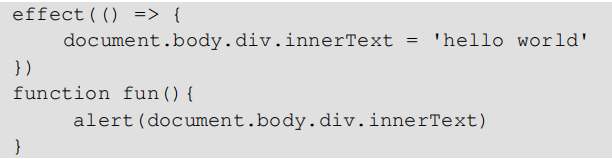 effect(() => {
    document.body.div.innerText = 'hello world'
})
function fun(){
     alert(document.body.div.innerText)
}